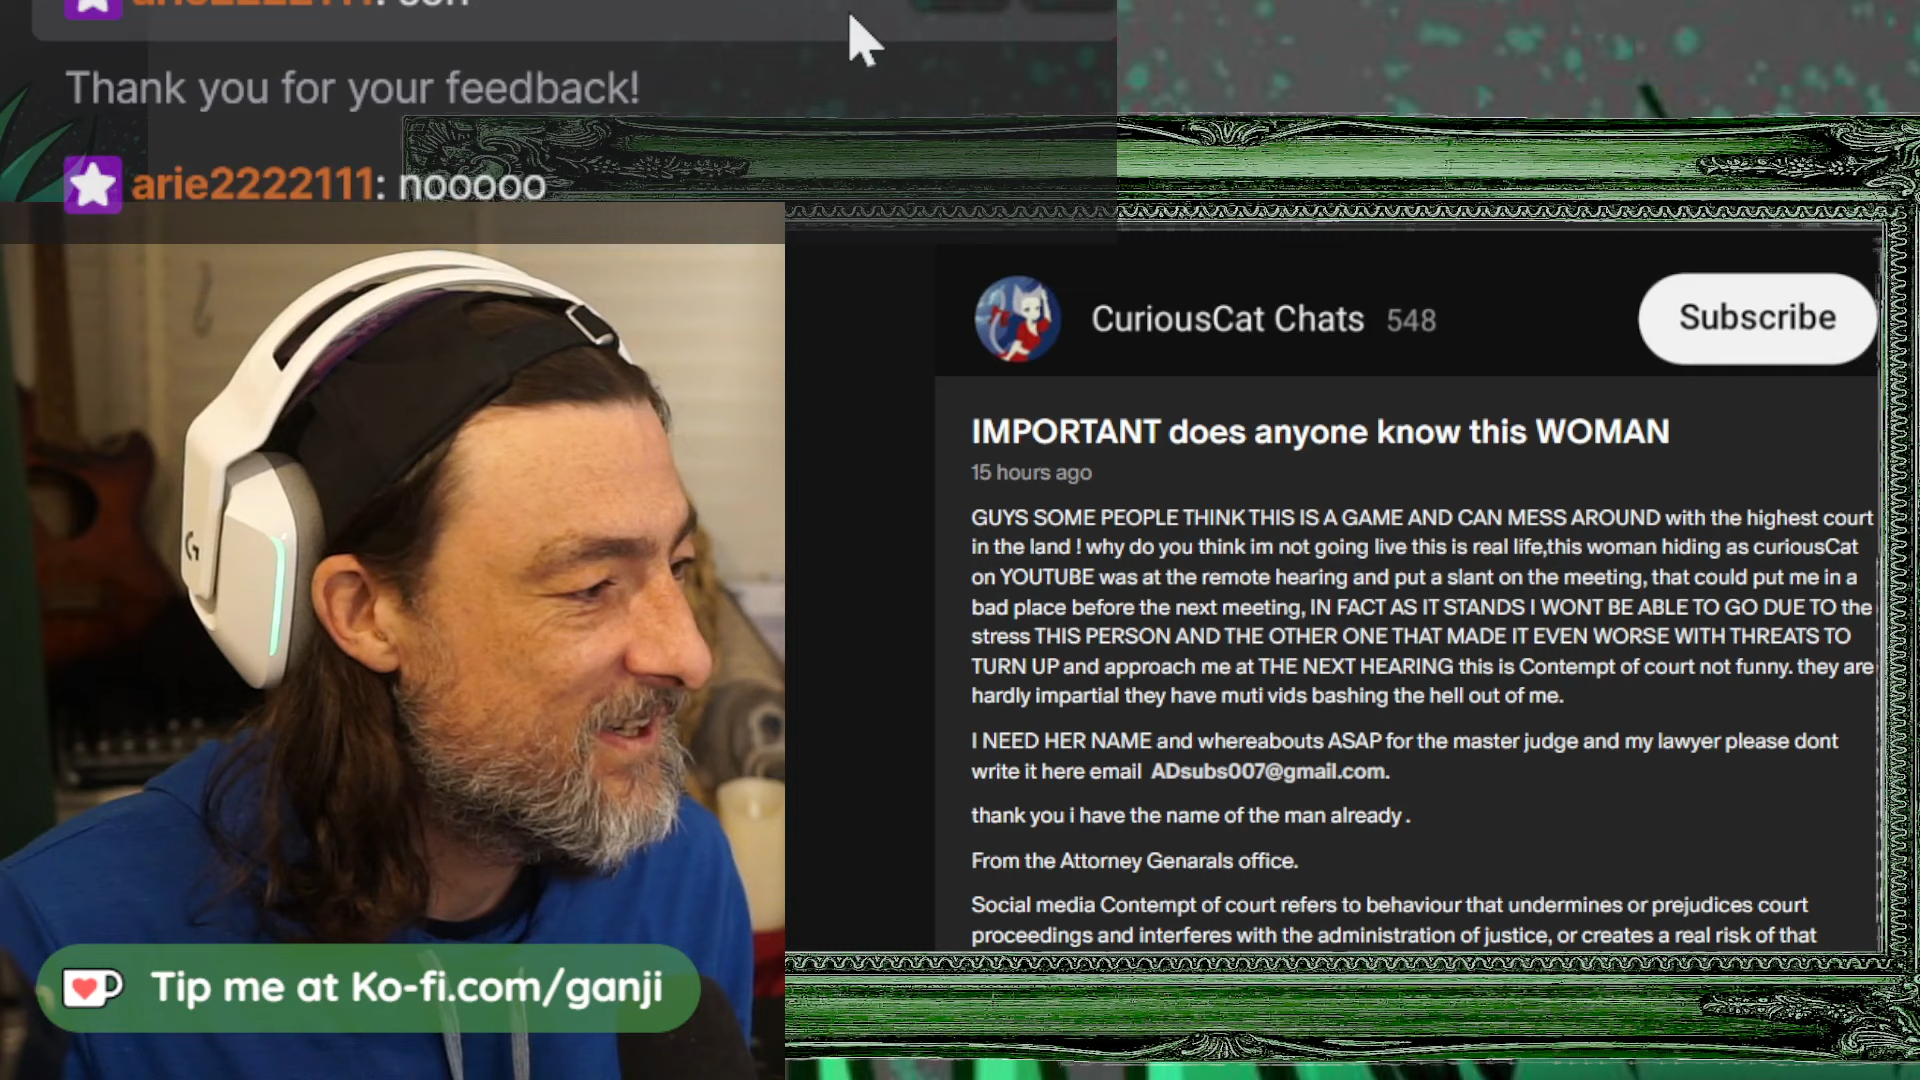 Thank you for your feedback!
arie2222111: nooooo
CuriousCat Chats 548
Subscribe
IMPORTANT does anyone know this WOMAN
15 hours ago
GUYS SOME PEOPLE THINK THIS IS A GAME AND CAN MESS AROUND with the highest court
in the land ! why do you think im not going live this is real life,this woman hiding as curiousCat
on YOUTUBE was at the remote hearing and put a slant on the meeting, that could put me in a
bad place before the next meeting, IN FACT AS IT STANDS I WONT BE ABLE TO GO DUE TO the
stress THIS PERSON AND THE OTHER ONE THAT MADE IT EVEN WORSE WITH THREATS TO
TURN UP and approach me at THE NEXT HEARING this is Contempt of court not funny. they are
hardly impartial they have muti vids bashing the hell out of me.
I NEED HER NAME and whereabouts ASAP for the master judge and my lawyer please dont
write it here email ADsubs007@gmail.com.
thank you i have the name of the man already .
From the Attorney Genarals office.
Social media Contempt of court refers to behaviour that undermines or prejudices court
proceedings and interferes with the administration of justice, or creates a real risk of that
Tip me at Ko-fi.com/ganji